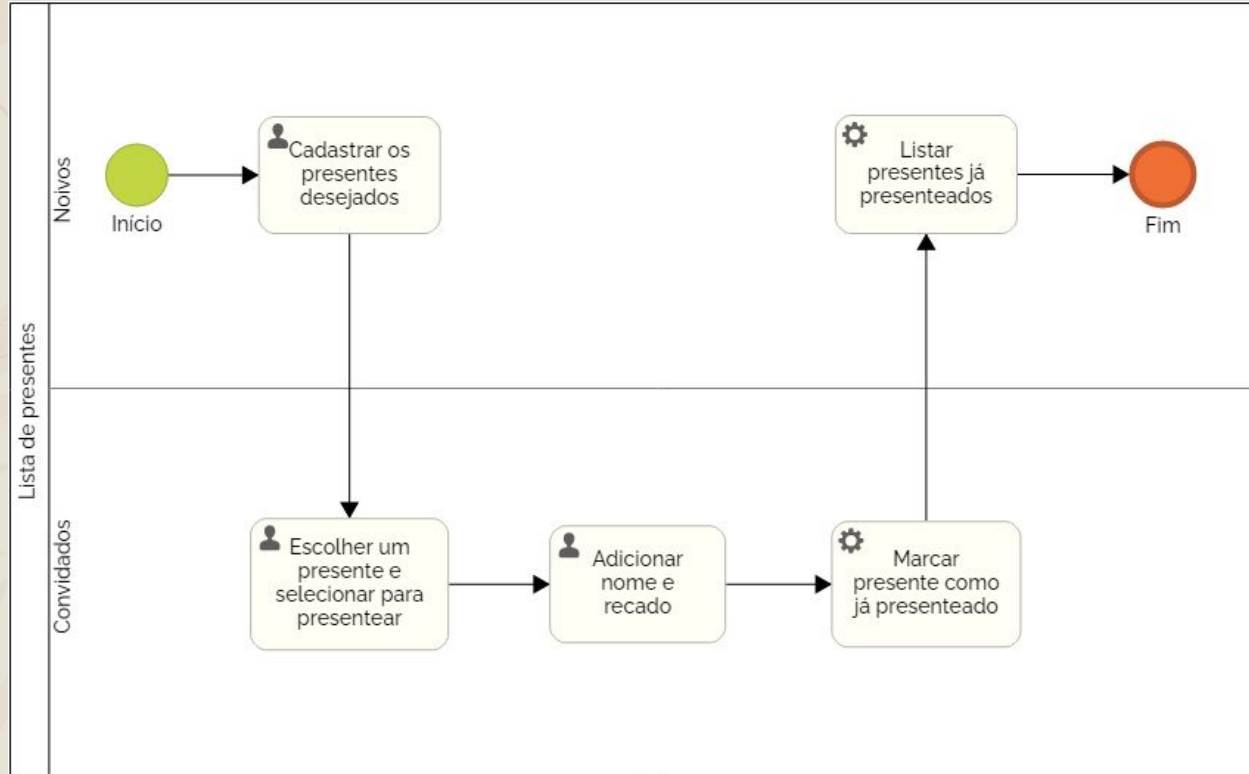 Lista de presentes
Noivos
Início
Cadastrar os
presentes
desejados
Listar
presentes já
presenteados
Fim
Convidados
Escolher um
presente e
selecionar para
presentear
Adicionar
nome e
recado
Marcar
presente como
já presenteado